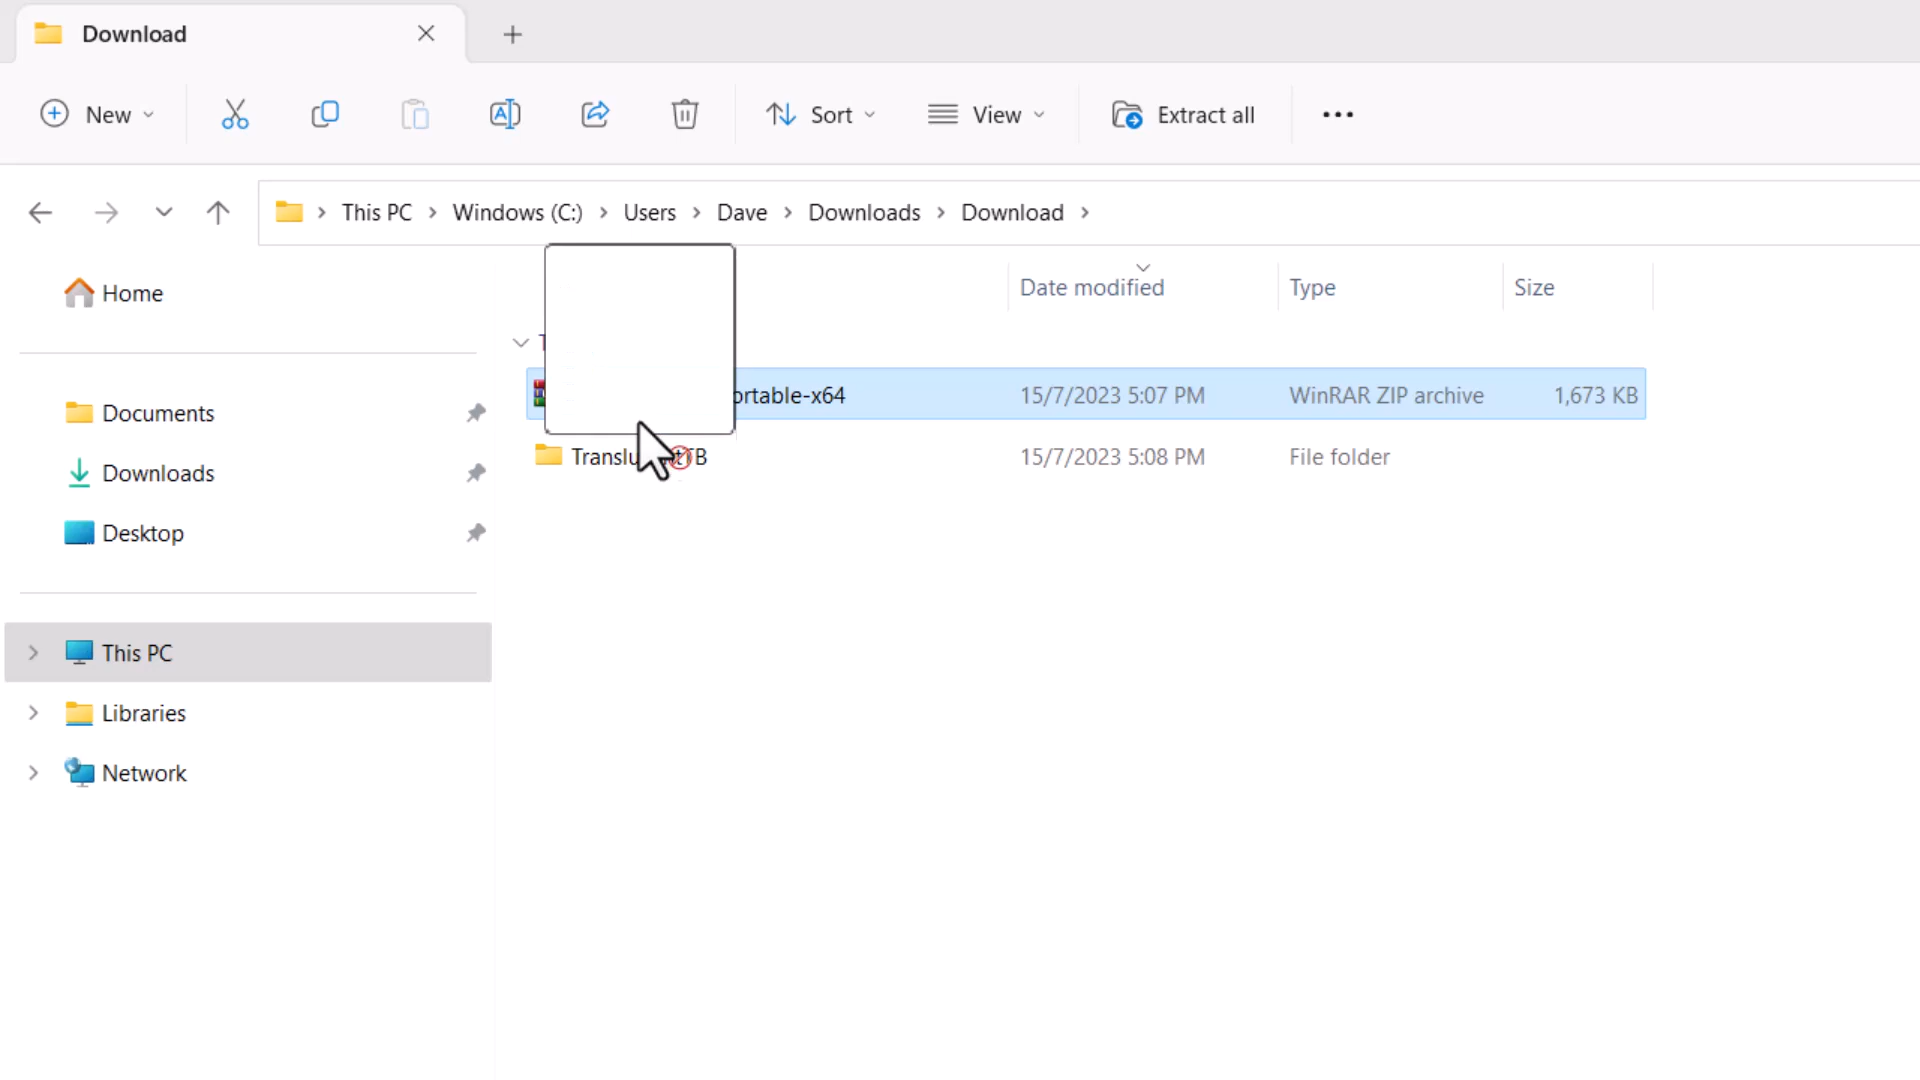 Download
New Sort View Extract all
This PC Windows (C:) Users Dave Downloads Download
Home
Date modified Type Size
ortable-x64 15/7/2023 5:07 PM WinRAR ZIP archive 1,673 KB
Documents
15/7/2023 5:08 PM File folder
Downloads
Desktop
This PC
Libraries
Network